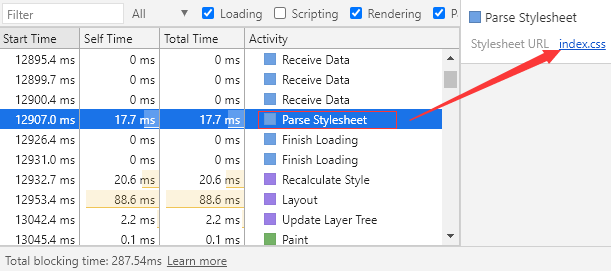 Filter All Loading Scripting Rendering
Start Time Self Time Total Time Activity
12895.4 ms 0 ms 0 ms Receive Data
12899.7 ms 0 ms 0 ms Receive Data
12900.4 ms 0 ms 0 ms Receive Data
12907.0 ms 17.7 ms 17.7 ms Parse Stylesheet
12926.4 ms 0 ms 0 ms Finish Loading
12931.0 ms 0 ms 0 ms Finish Loading
12932.7 ms 20.6 ms 20.6 ms Recalculate Style
12953.4 ms 88.6 ms 88.6 ms Layout
13042.4 ms 2.2 ms 2.2 ms Update Layer Tree
13045.4 ms 0.1 ms 0.1 ms Paint
Total blocking time: 287.54ms Learn more
Parse Stylesheet
Stylesheet URL index.css